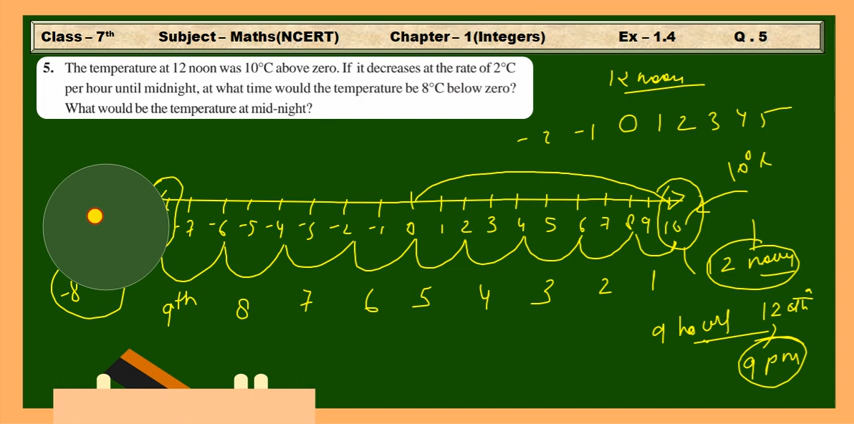 Class – 7th Subject – Maths(NCERT) Chapter – 1(Integers) Ex – 1.4 Q . 5
5. The temperature at 12 noon was 10°C above zero. If it decreases at the rate of 2°C
per hour until midnight, at what time would the temperature be 8°C below zero?
What would be the temperature at mid-night?
12 noon
-2 -1 0 1 2 3 4 5
-7 -6 -5 -4 -3 -2 -1 0 1 2 3 4 5 6 7 8 9 10
12 noon
-8
9th 8 7 6 5 4 3 2 1
9 hours
9 pm